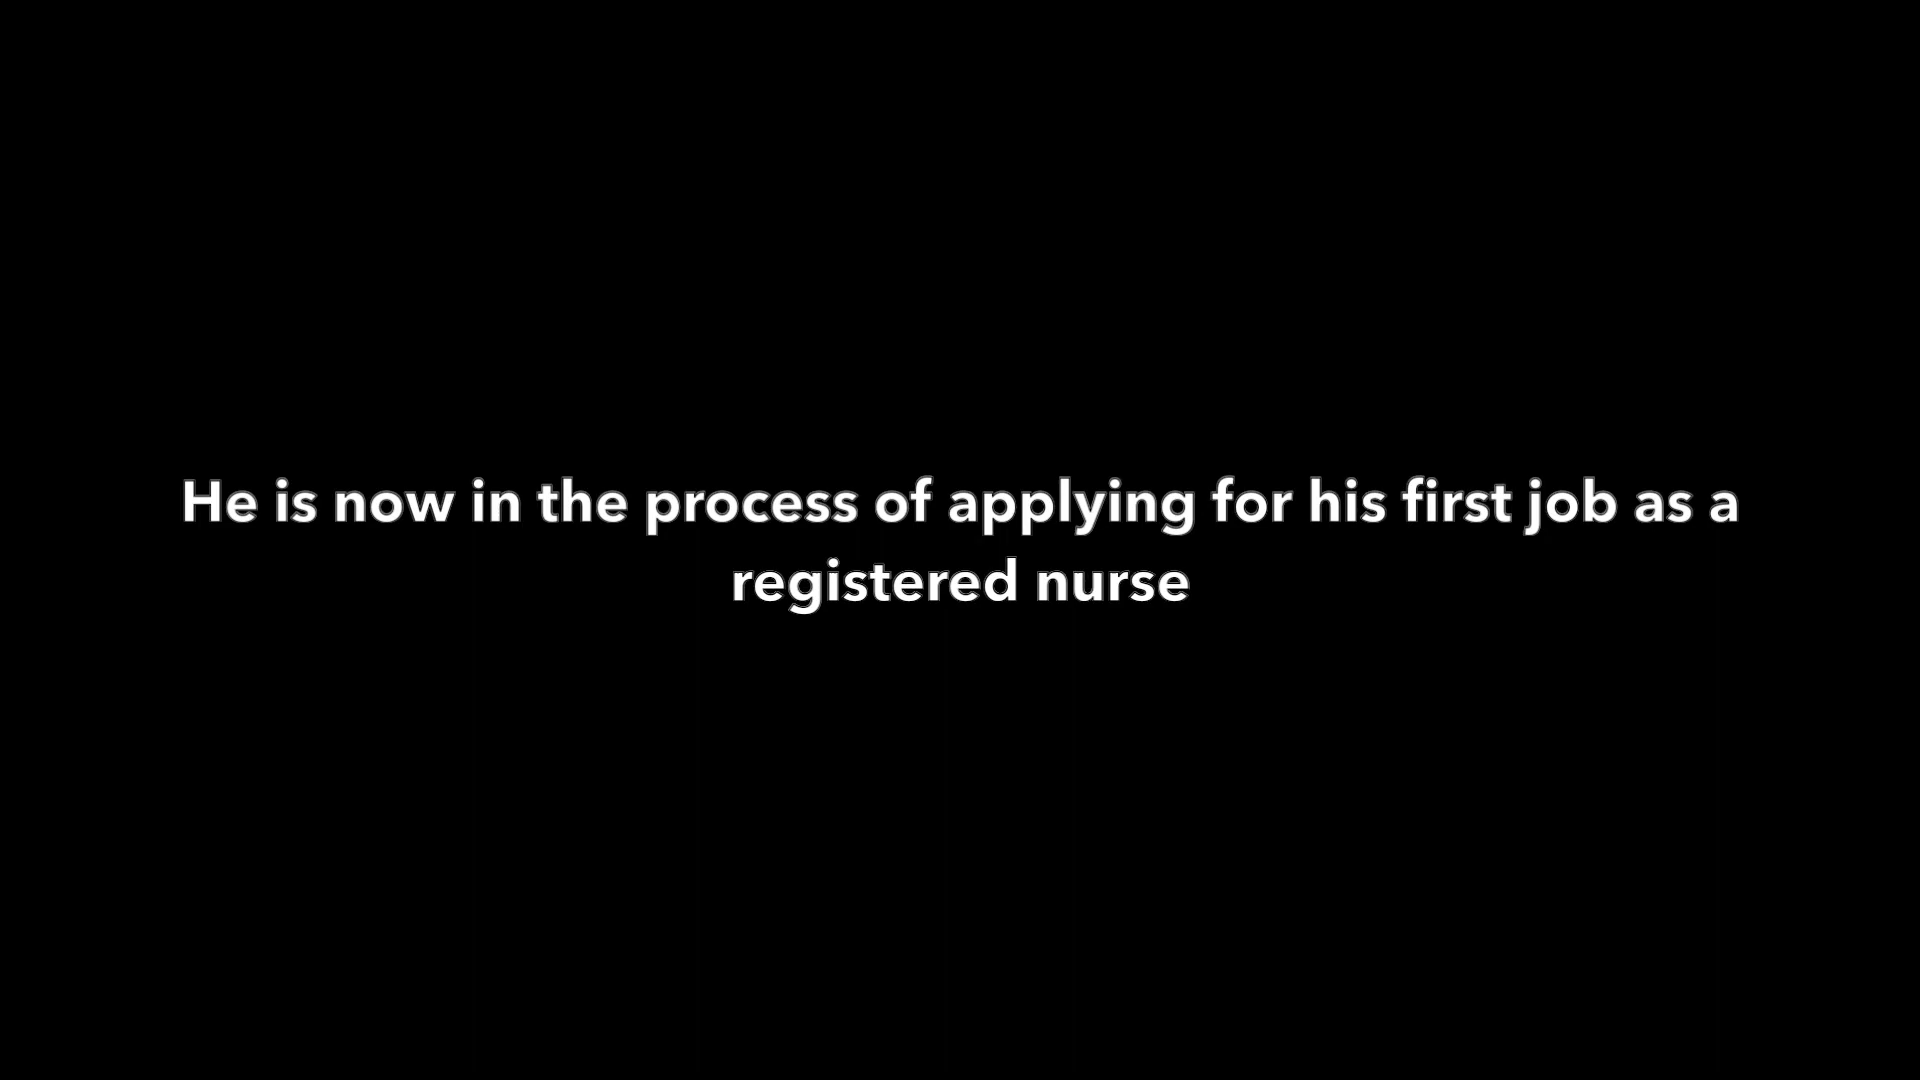 He is now in the process of applying for his first job as a
registered nurse